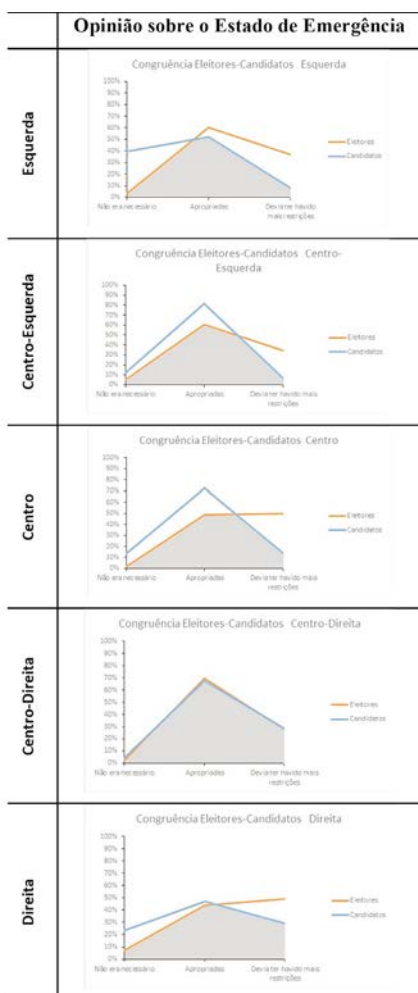 Opinião sobre o Estado de Emergência
Esquerda
Congruência Eleitores-Candidatos Esquerda
100%
90%
80%
70%
60%
50%
40%
30%
20%
10%
0%
Não era necessário
Apropriadas
Devia ter havido
mais restrições
Eleitores
Candidatos
Centro-Esquerda
Congruência Eleitores-Candidatos Centro-
Esquerda
100%
90%
80%
70%
60%
50%
40%
30%
20%
10%
0%
Não era necessário
Apropriadas
Devia ter havido mais
restrições
Eleitores
Candidatos
Centro
Congruência Eleitores-Candidatos Centro
100%
90%
80%
70%
60%
50%
40%
30%
20%
10%
0%
Não era necessário
Apropriadas
Devia ter havido mais
restrições
Eleitores
Candidatos
Centro-Direita
Congruência Eleitores-Candidatos Centro-Direita
100%
90%
80%
70%
60%
50%
40%
30%
20%
10%
0%
Não era necessário
Apropriadas
Devia ter havido mais
restrições
Eleitores
Candidatos
Direita
Congruência Eleitores-Candidatos Direita
100%
90%
80%
70%
60%
50%
40%
30%
20%
10%
0%
Não era necessário
Apropriadas
Devia ter havido mais
restrições
Eleitores
Candidatos